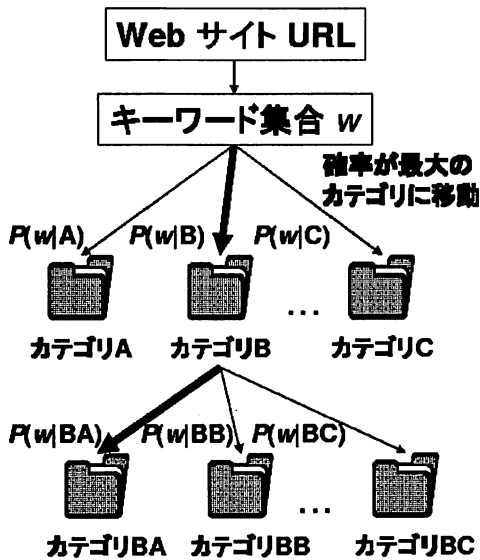 Web サイト URL
キーワード集合 w
確率が最大の
カテゴリに移動
P(w|A) P(w|B) P(w|C)
...
カテゴリA カテゴリB カテゴリC
P(w|BA) P(w|BB) P(w|BC)
...
カテゴリBA カテゴリBB カテゴリBC